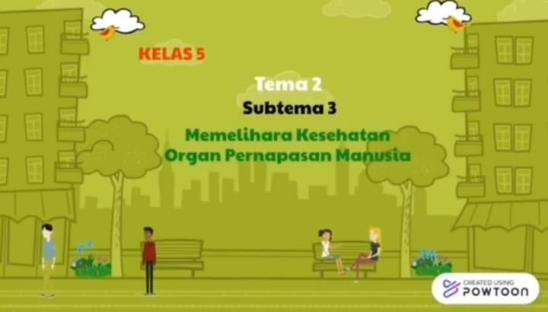 KELAS 5
Tema 2
Subtema 3
Memelihara Kesehatan
Organ Pernapasan Manusia
CREATED USING
POWTOON